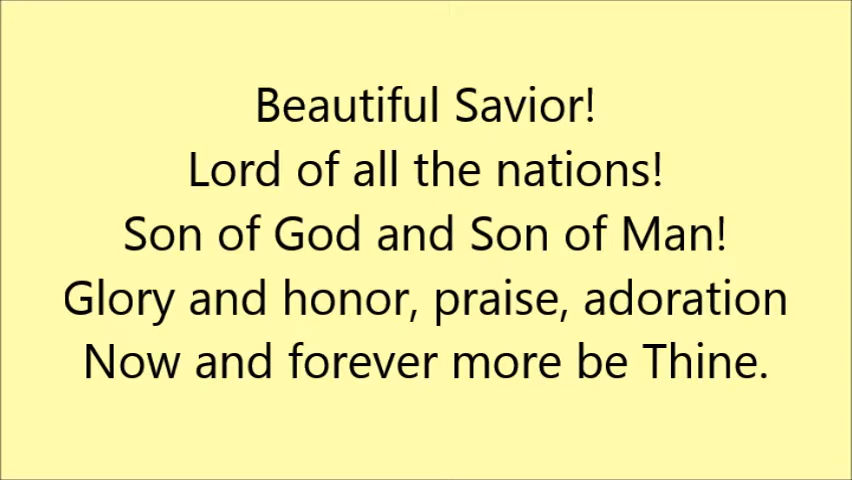 Beautiful Savior!
Lord of all the nations!
Son of God and Son of Man!
Glory and honor, praise, adoration
Now and forever more be Thine.